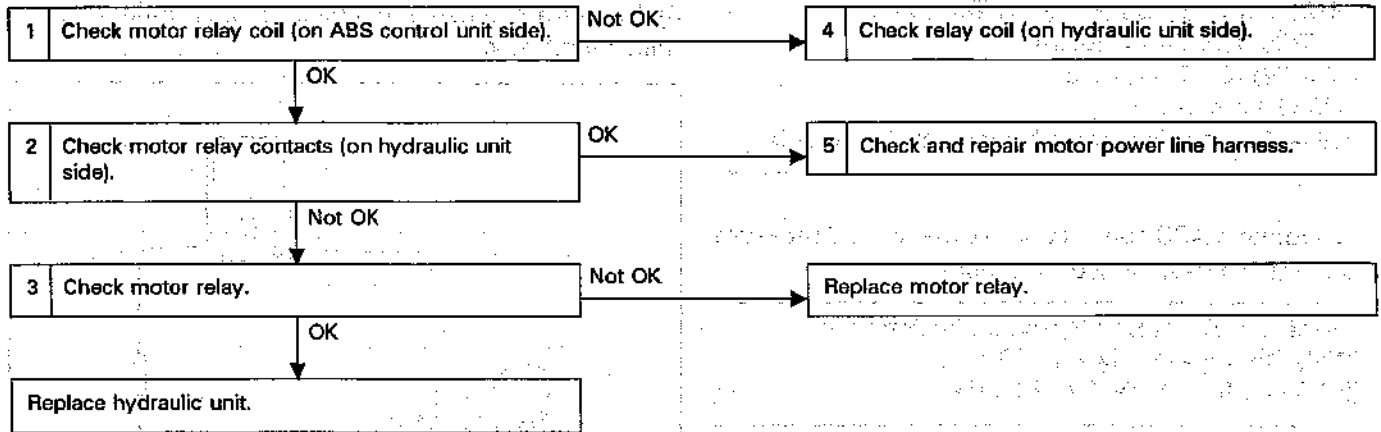 1 Check motor relay coil (on ABS control unit side).
Not OK
4 Check relay coil (on hydraulic unit side).
OK
2 Check motor relay contacts (on hydraulic unit
side).
OK
5 Check and repair motor power line harness.
Not OK
3 Check motor relay.
Not OK
Replace motor relay.
OK
Replace hydraulic unit.